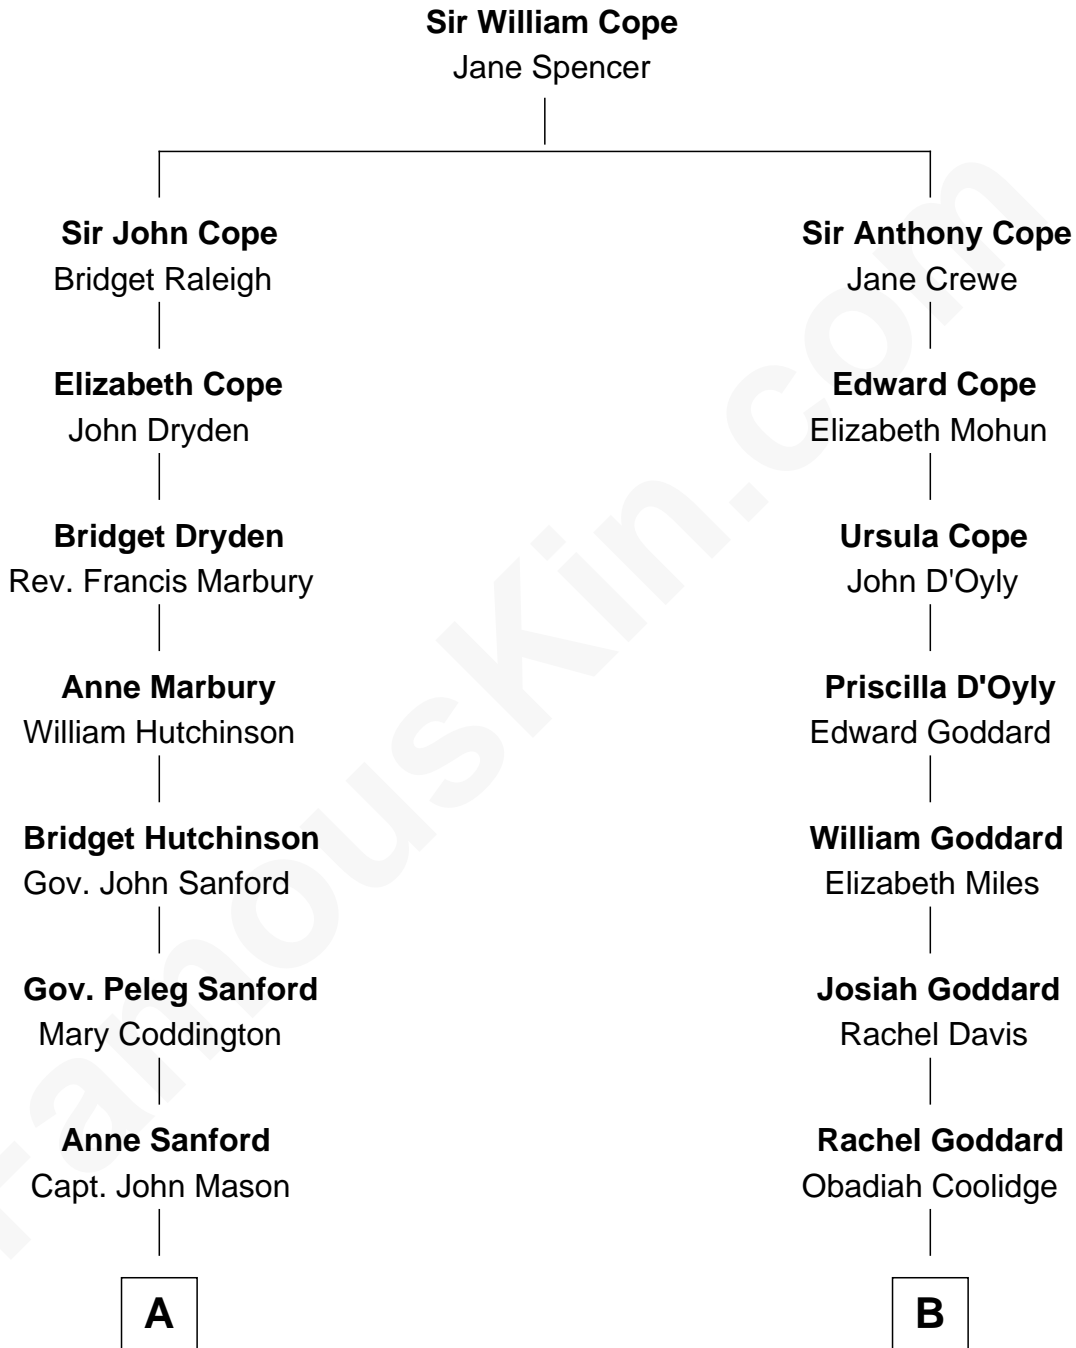 Sir William Cope
Jane Spencer
Sir John Cope
Bridget Raleigh
Elizabeth Cope
John Dryden
Bridget Dryden
Rev. Francis Marbury
Anne Marbury
William Hutchinson
Bridget Hutchinson
Gov. John Sanford
Gov. Peleg Sanford
Mary Coddington
Anne Sanford
Capt. John Mason
A
Sir Anthony Cope
Jane Crewe
Edward Cope
Elizabeth Mohun
Ursula Cope
John D'Oyly
Priscilla D'Oyly
Edward Goddard
William Goddard
Elizabeth Miles
Josiah Goddard
Rachel Davis
Rachel Goddard
Obadiah Coolidge
B
FamousKin.com